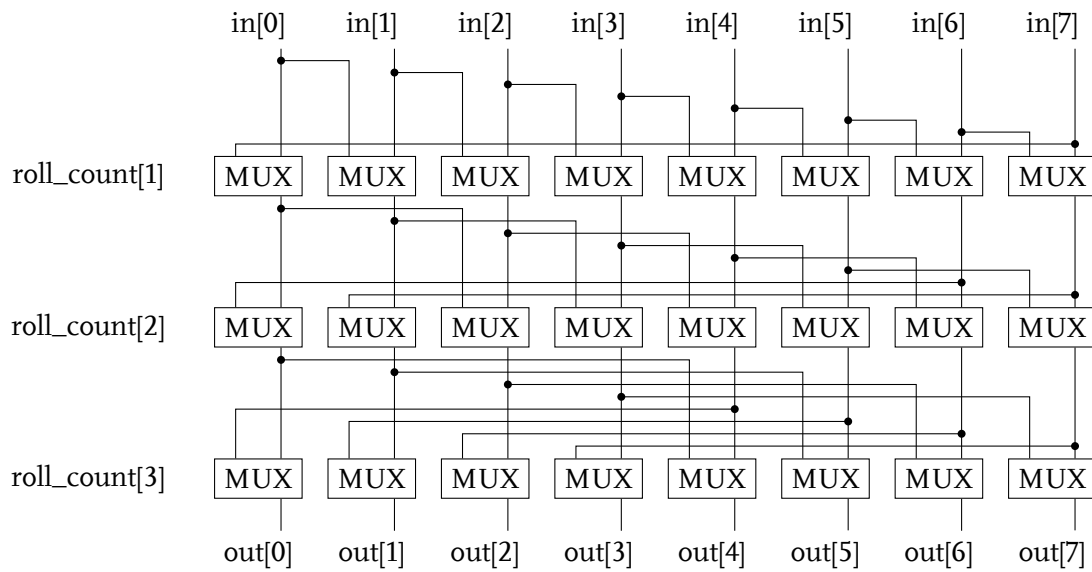 in[0] in[1] in[2] in[3] in[4] in[5] in[6] in[7]
roll_count[1] MUX MUX MUX MUX MUX MUX MUX MUX
roll_count[2] MUX MUX MUX MUX MUX MUX MUX MUX
roll_count[3] MUX MUX MUX MUX MUX MUX MUX MUX
out[0] out[1] out[2] out[3] out[4] out[5] out[6] out[7]